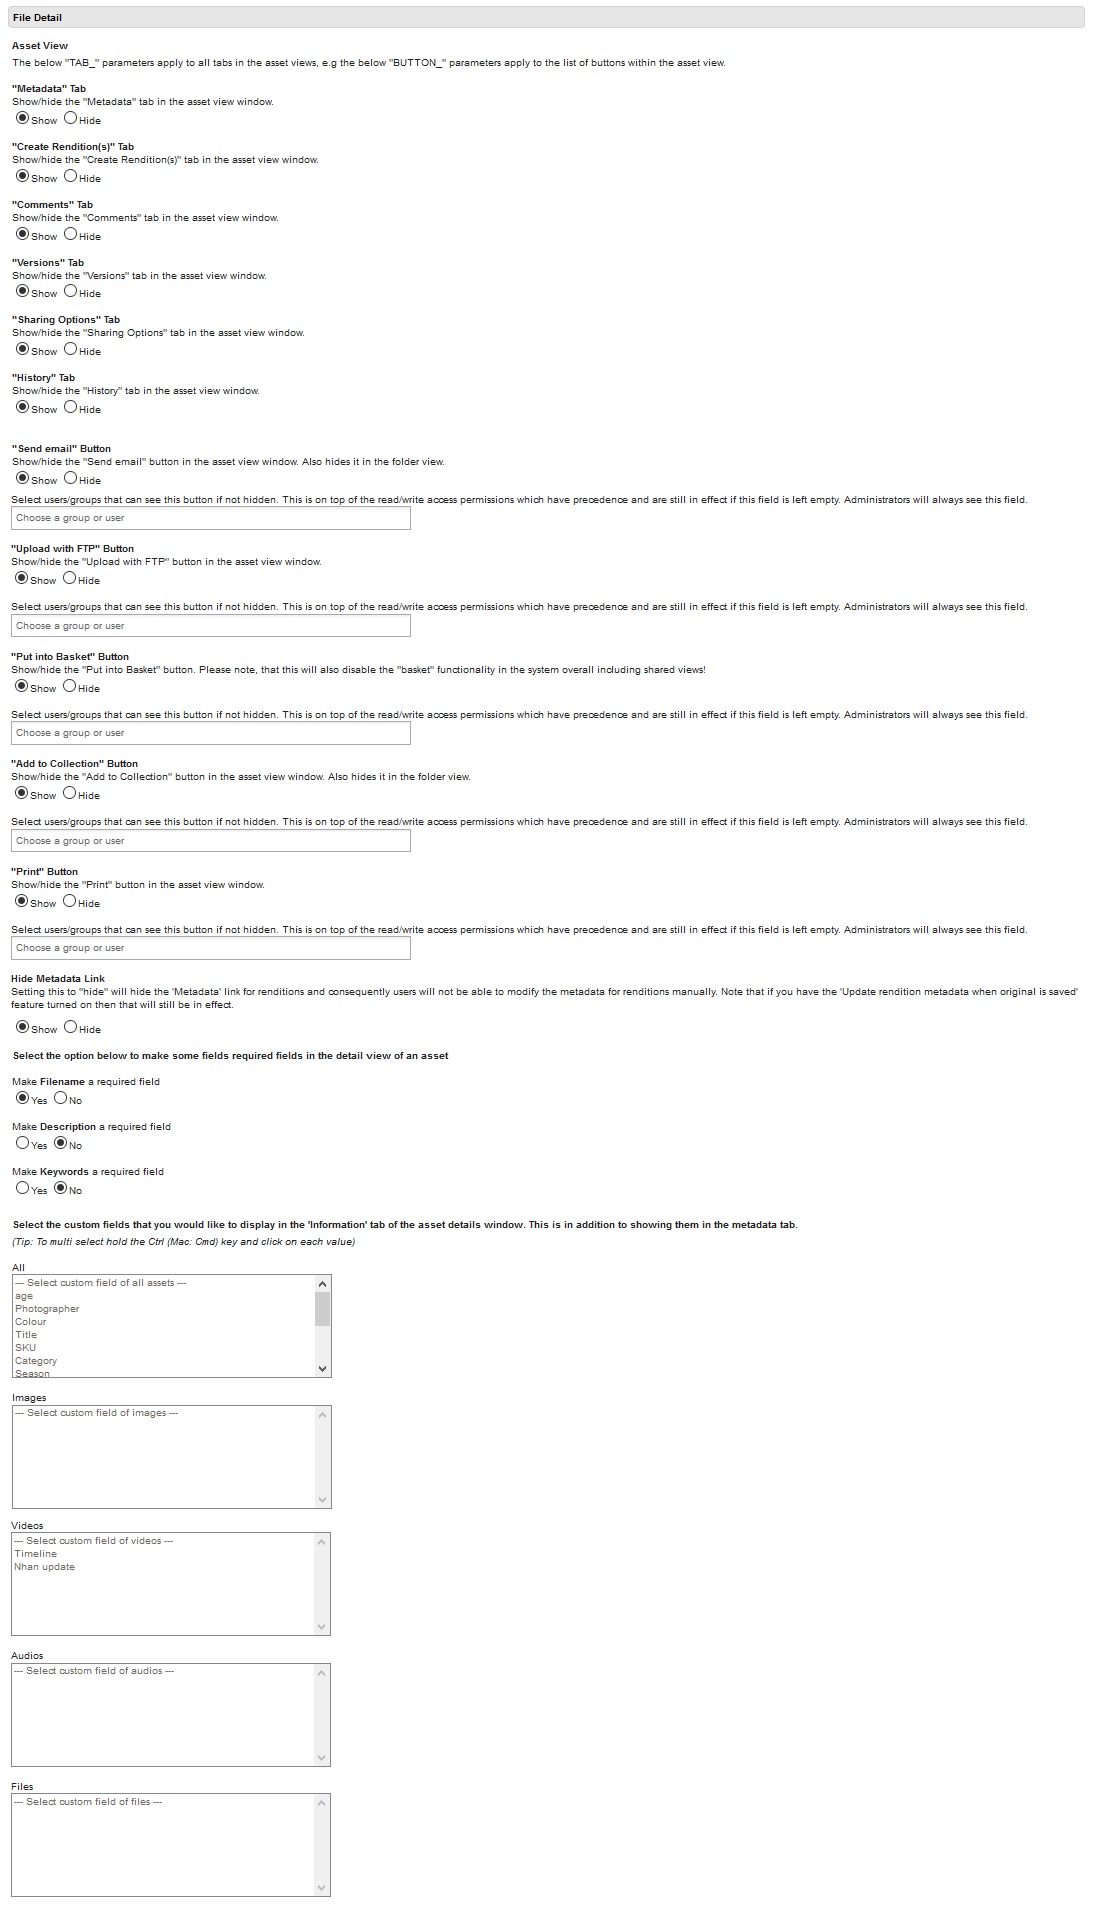 File Detail
Asset View
The below "TAB_" parameters apply to all tabs in the asset views, e.g the below "BUTTON_" parameters apply to the list of buttons within the asset view.
"Metadata" Tab
Show/hide the "Metadata" tab in the asset view window.
Show Hide
"Create Rendition(s)" Tab
Show/hide the "Create Rendition(s)" tab in the asset view window.
Show Hide
"Comments" Tab
Show/hide the "Comments" tab in the asset view window.
Show Hide
"Versions" Tab
Show/hide the "Versions" tab in the asset view window.
Show Hide
"Sharing Options" Tab
Show/hide the "Sharing Options" tab in the asset view window.
Show Hide
"History" Tab
Show/hide the "History" tab in the asset view window.
Show Hide
"Send email" Button
Show/hide the "Send email" button in the asset view window. Also hides it in the folder view.
Show Hide
Select users/groups that can see this button if not hidden. This is on top of the read/write access permissions which have precedence and are still in effect if this field is left empty. Administrators will always see this field.
Choose a group or user
"Upload with FTP" Button
Show/hide the "Upload with FTP" button in the asset view window.
Show Hide
Select users/groups that can see this button if not hidden. This is on top of the read/write access permissions which have precedence and are still in effect if this field is left empty. Administrators will always see this field.
Choose a group or user
"Put into Basket" Button
Show/hide the "Put into Basket" button. Please note, that this will also disable the "basket" functionality in the system overall including shared views!
Show Hide
Select users/groups that can see this button if not hidden. This is on top of the read/write access permissions which have precedence and are still in effect if this field is left empty. Administrators will always see this field.
Choose a group or user
"Add to Collection" Button
Show/hide the "Add to Collection" button in the asset view window. Also hides it in the folder view.
Show Hide
Select users/groups that can see this button if not hidden. This is on top of the read/write access permissions which have precedence and are still in effect if this field is left empty. Administrators will always see this field.
Choose a group or user
"Print" Button
Show/hide the "Print" button in the asset view window.
Show Hide
Select users/groups that can see this button if not hidden. This is on top of the read/write access permissions which have precedence and are still in effect if this field is left empty. Administrators will always see this field.
Choose a group or user
Hide Metadata Link
Setting this to "hide" will hide the 'Metadata' link for renditions and consequently users will not be able to modify the metadata for renditions manually. Note that if you have the 'Update rendition metadata when original is saved'
feature turned on then that will still be in effect.
Show Hide
Select the option below to make some fields required fields in the detail view of an asset
Make Filename a required field
Yes No
Make Description a required field
Yes No
Make Keywords a required field
Yes No
Select the custom fields that you would like to display in the 'Information' tab of the asset details window. This is in addition to showing them in the metadata tab.
(Tip: To multi select hold the Ctrl (Mac: Cmd) key and click on each value)
All
--- Select custom field of all assets ---
age
Photographer
Colour
Title
SKU
Category
Season
Images
--- Select custom field of images ---
Videos
--- Select custom field of videos ---
Timeline
Nhan update
Audios
--- Select custom field of audios ---
Files
--- Select custom field of files ---